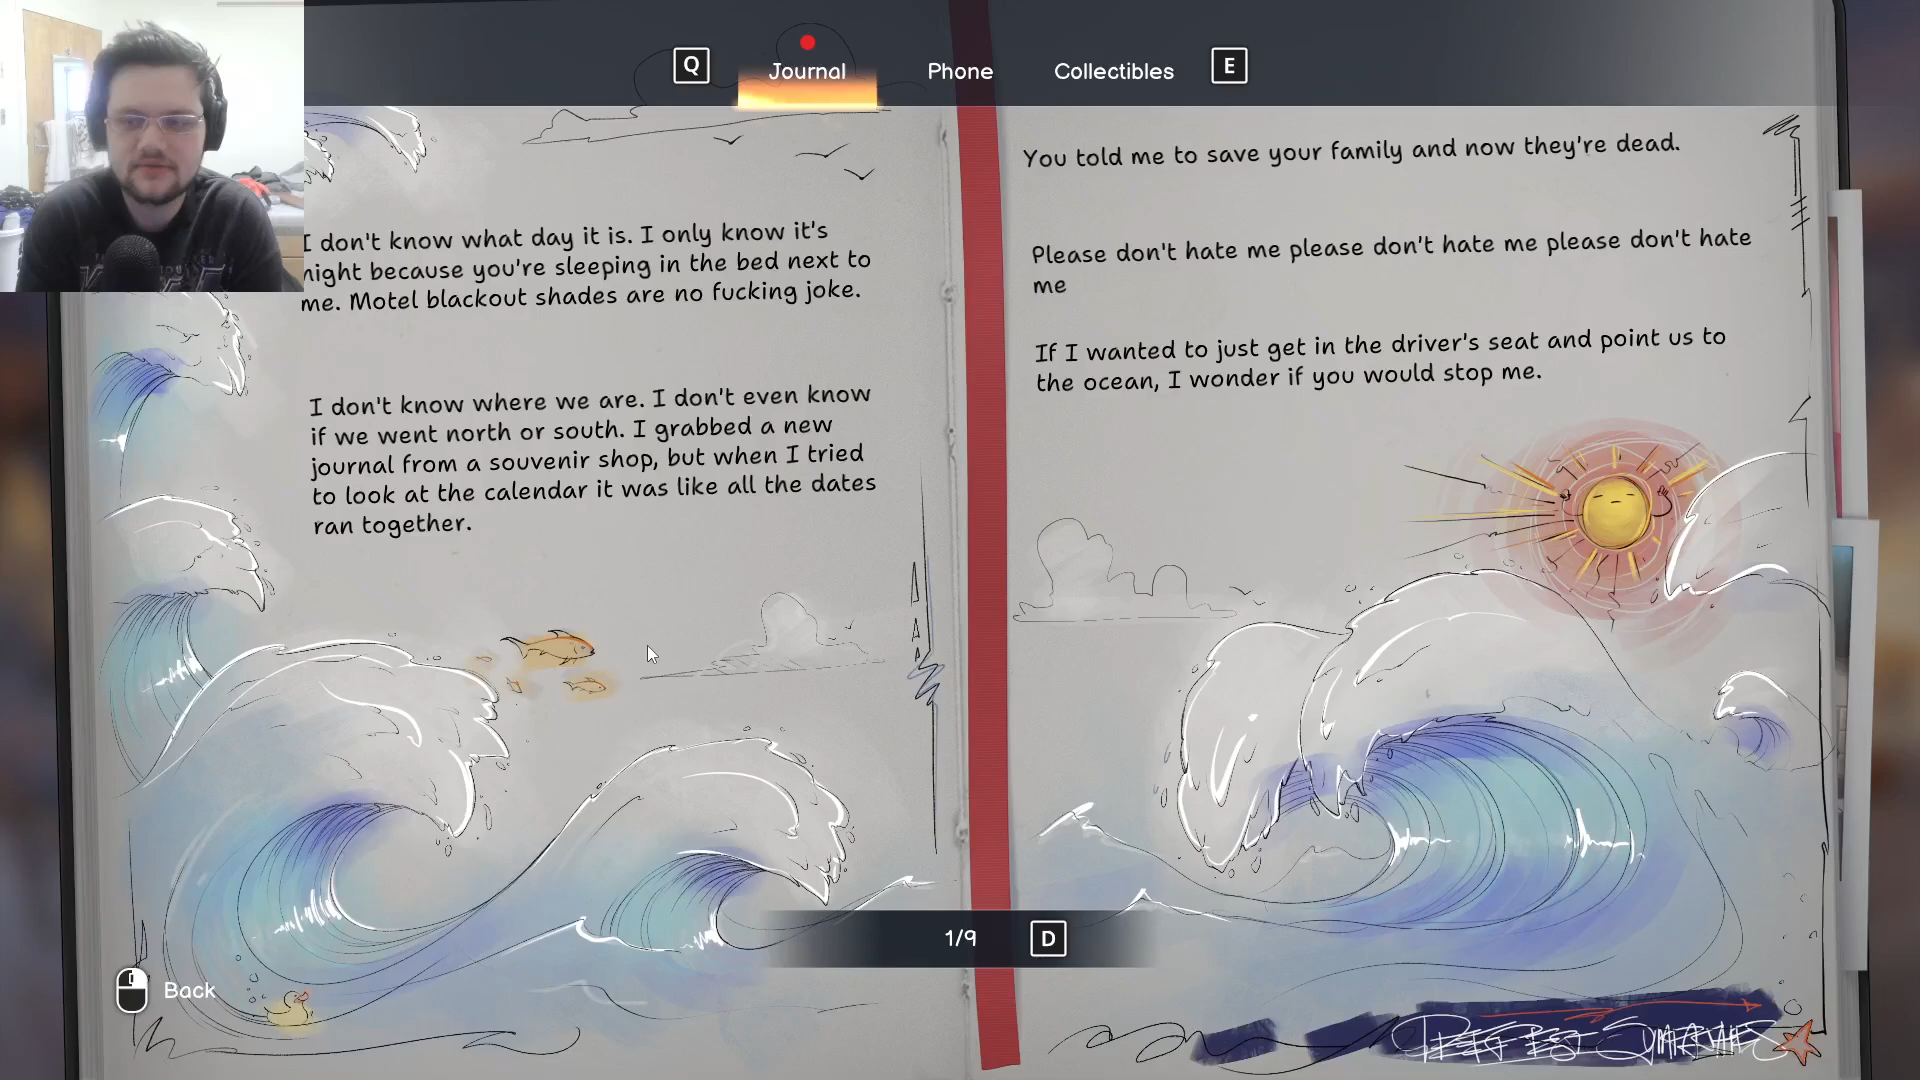 Q
Journal
Phone
Collectibles
E
I don't know what day it is. I only know it's
night because you're sleeping in the bed next to
me. Motel blackout shades are no fucking joke.
I don't know where we are. I don't even know
if we went north or south. I grabbed a new
journal from a souvenir shop, but when I tried
to look at the calendar it was like all the dates
ran together.
You told me to save your family and now they're dead.
Please don't hate me please don't hate me please don't hate
me
If I wanted to just get in the driver's seat and point us to
the ocean, I wonder if you would stop me.
1/9
D
Back